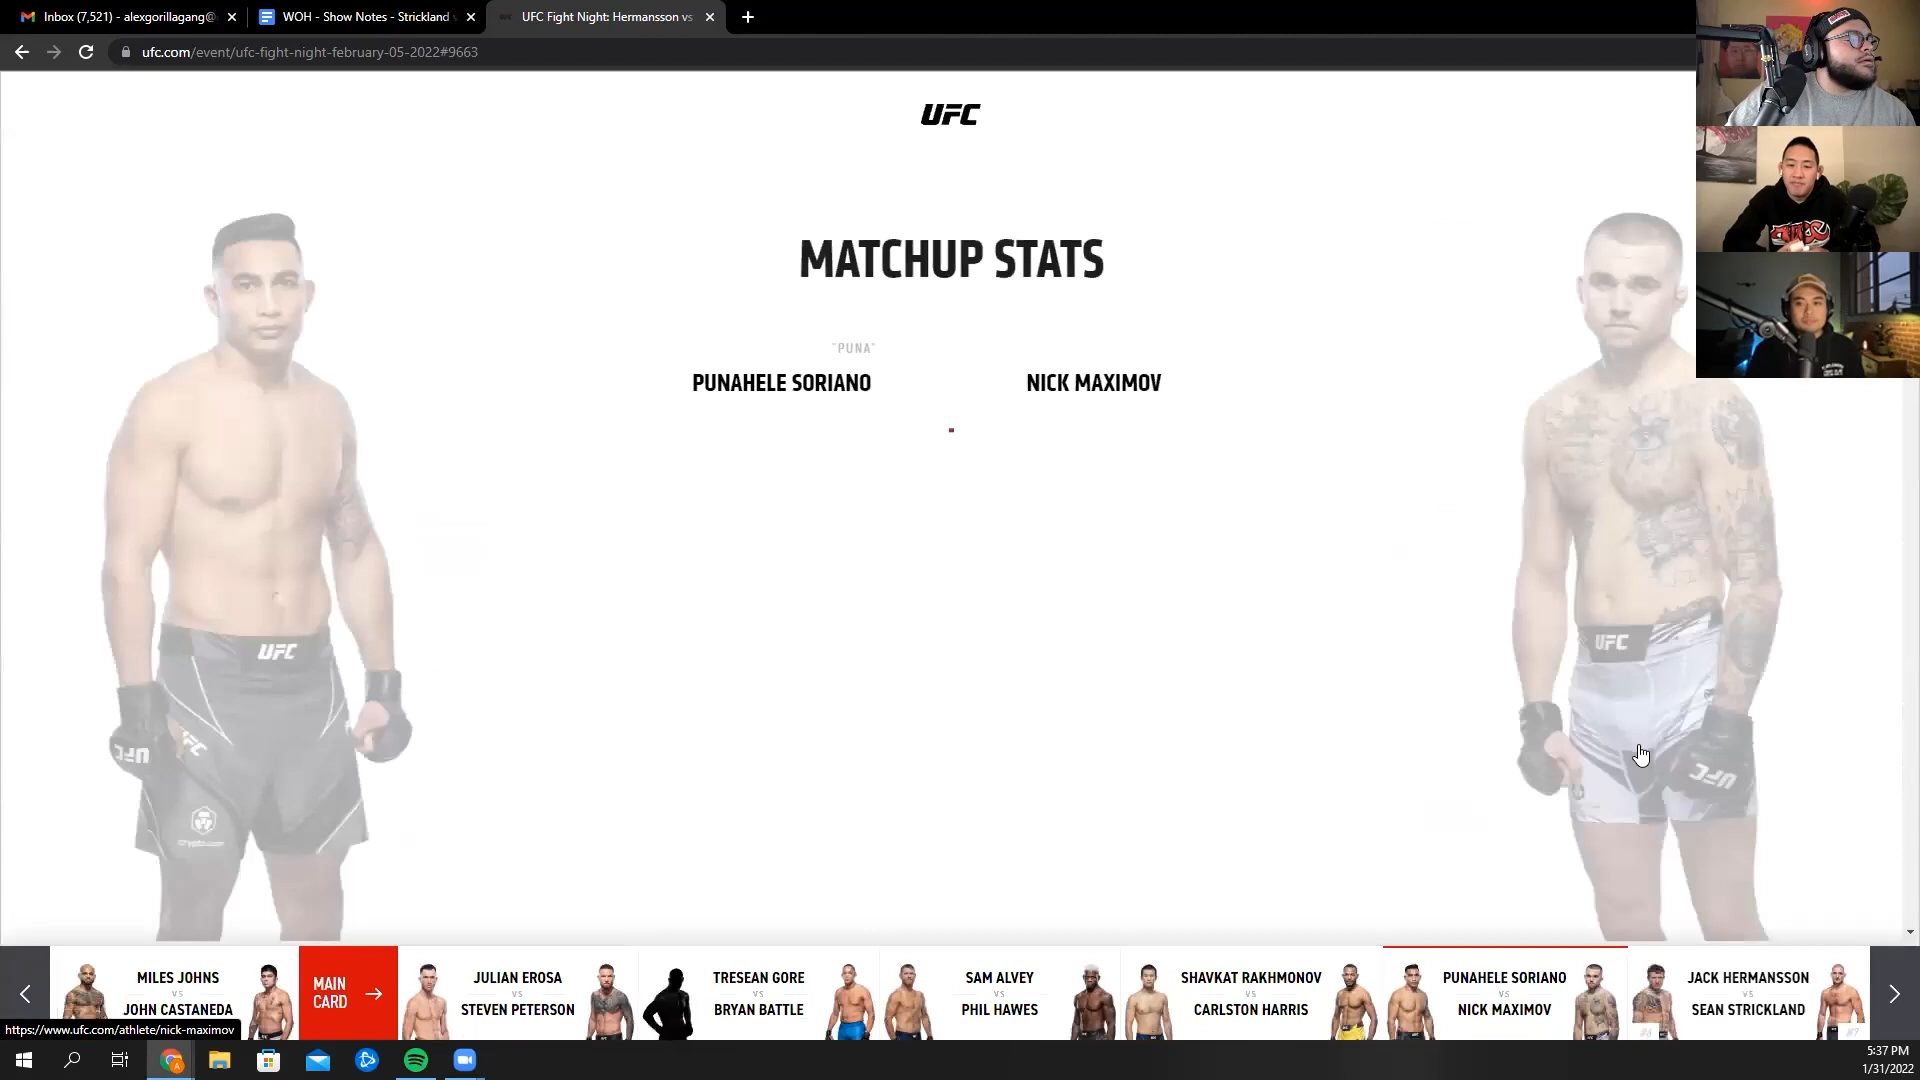 Inbox (7,521) - alexgorillagang@
WOH - Show Notes - Strickland v
UFC Fight Night: Hermansson vs
ufc.com/event/ufc-fight-night-february-05-2022#9663
UFC
MATCHUP STATS
"PUNA"
PUNAHELE SORIANO
NICK MAXIMOV
UFC
UFC
UFC
UFC
UFC
crypto.com
MILES JOHNS
VS
JOHN CASTANEDA
MAIN
CARD
JULIAN EROSA
VS
STEVEN PETERSON
TRESEAN GORE
VS
BRYAN BATTLE
SAM ALVEY
VS
PHIL HAWES
SHAVKAT RAKHMONOV
VS
CARLSTON HARRIS
PUNAHELE SORIANO
VS
NICK MAXIMOV
JACK HERMANSSON
VS
SEAN STRICKLAND
#6
#7
https://www.ufc.com/athlete/nick-maximov
5:37 PM
1/31/2022